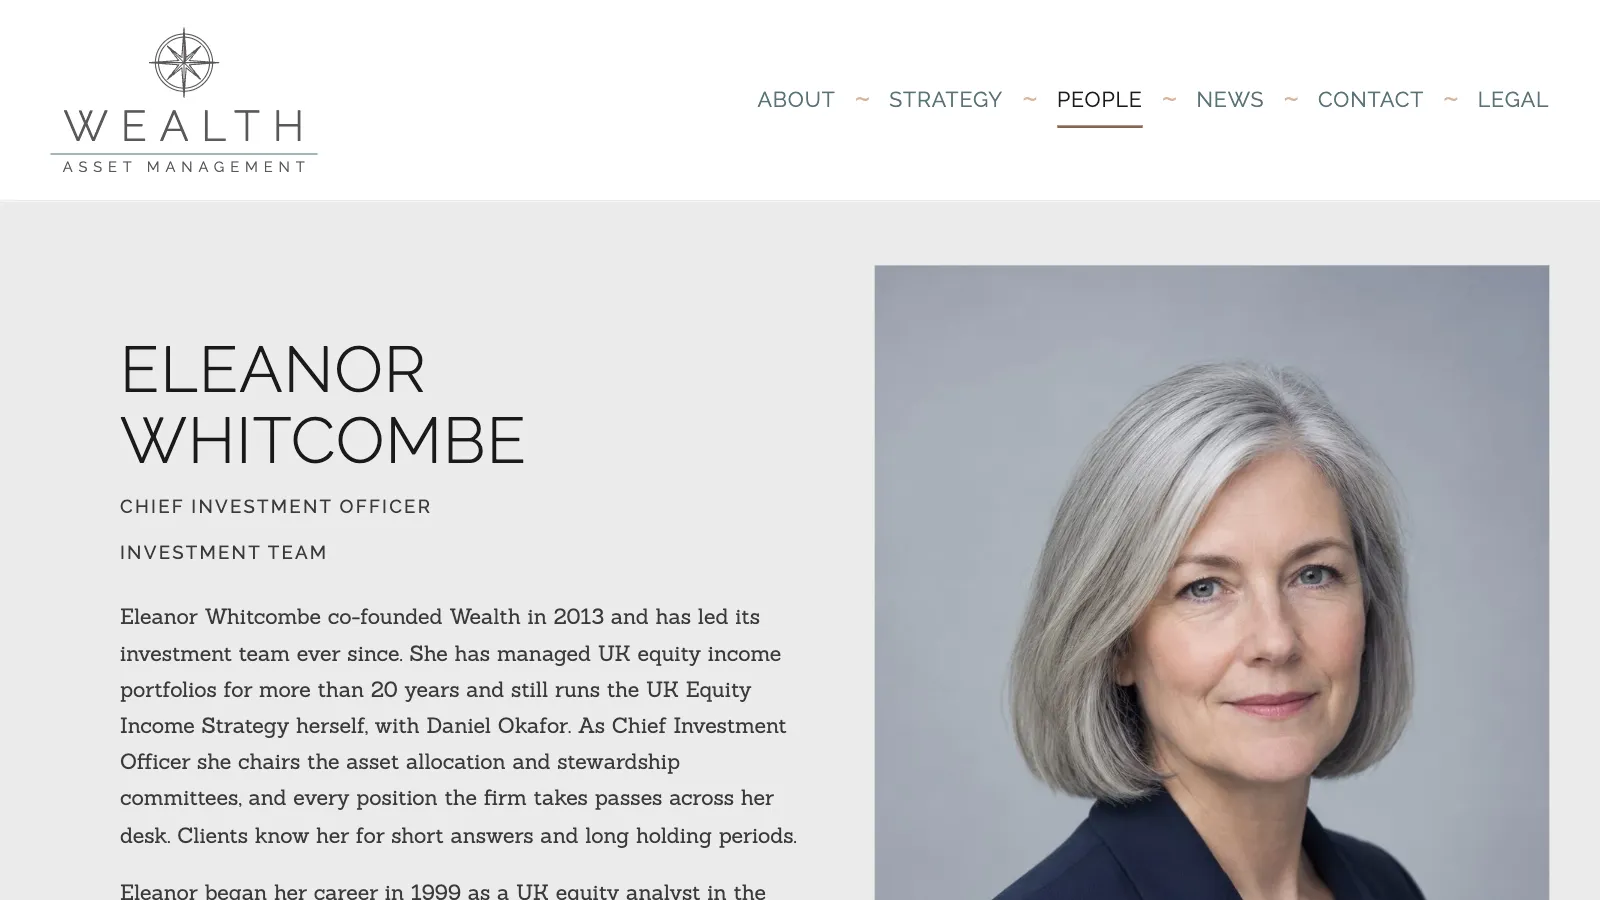 WEALTH
ASSET MANAGEMENT
ABOUT ~ STRATEGY ~ PEOPLE ~ NEWS ~ CONTACT ~ LEGAL
ELEANOR
WHITCOMBE
CHIEF INVESTMENT OFFICER
INVESTMENT TEAM
Eleanor Whitcombe co-founded Wealth in 2013 and has led its
investment team ever since. She has managed UK equity income
portfolios for more than 20 years and still runs the UK Equity
Income Strategy herself, with Daniel Okafor. As Chief Investment
Officer she chairs the asset allocation and stewardship
committees, and every position the firm takes passes across her
desk. Clients know her for short answers and long holding periods.
Eleanor began her career in 1999 as a UK equity analyst in the